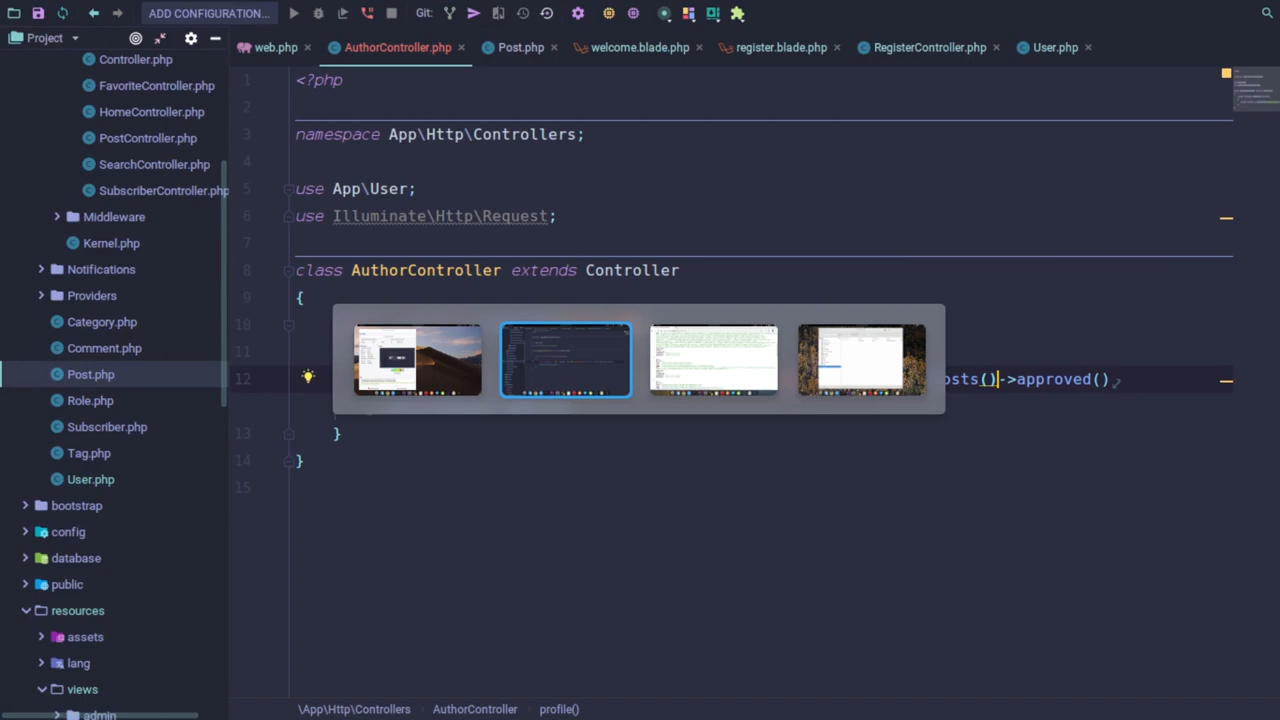 ADD CONFIGURATION...
Git:
Project
web.php
AuthorController.php
Post.php
welcome.blade.php
register.blade.php
RegisterController.php
User.php
Controller.php
FavoriteController.php
HomeController.php
PostController.php
SearchController.php
SubscriberController.php
Middleware
Kernel.php
Notifications
Providers
Category.php
Comment.php
Post.php
Role.php
Subscriber.php
Tag.php
User.php
bootstrap
config
database
public
resources
assets
lang
views
admin
1 <?php
2
3 namespace App\Http\Controllers;
4
5 use App\User;
6 use Illuminate\Http\Request;
7
8 class AuthorController extends Controller
9 {
10
11
12 osts()->approved()
13 }
14 }
15
\App\Http\Controllers
AuthorController
profile()